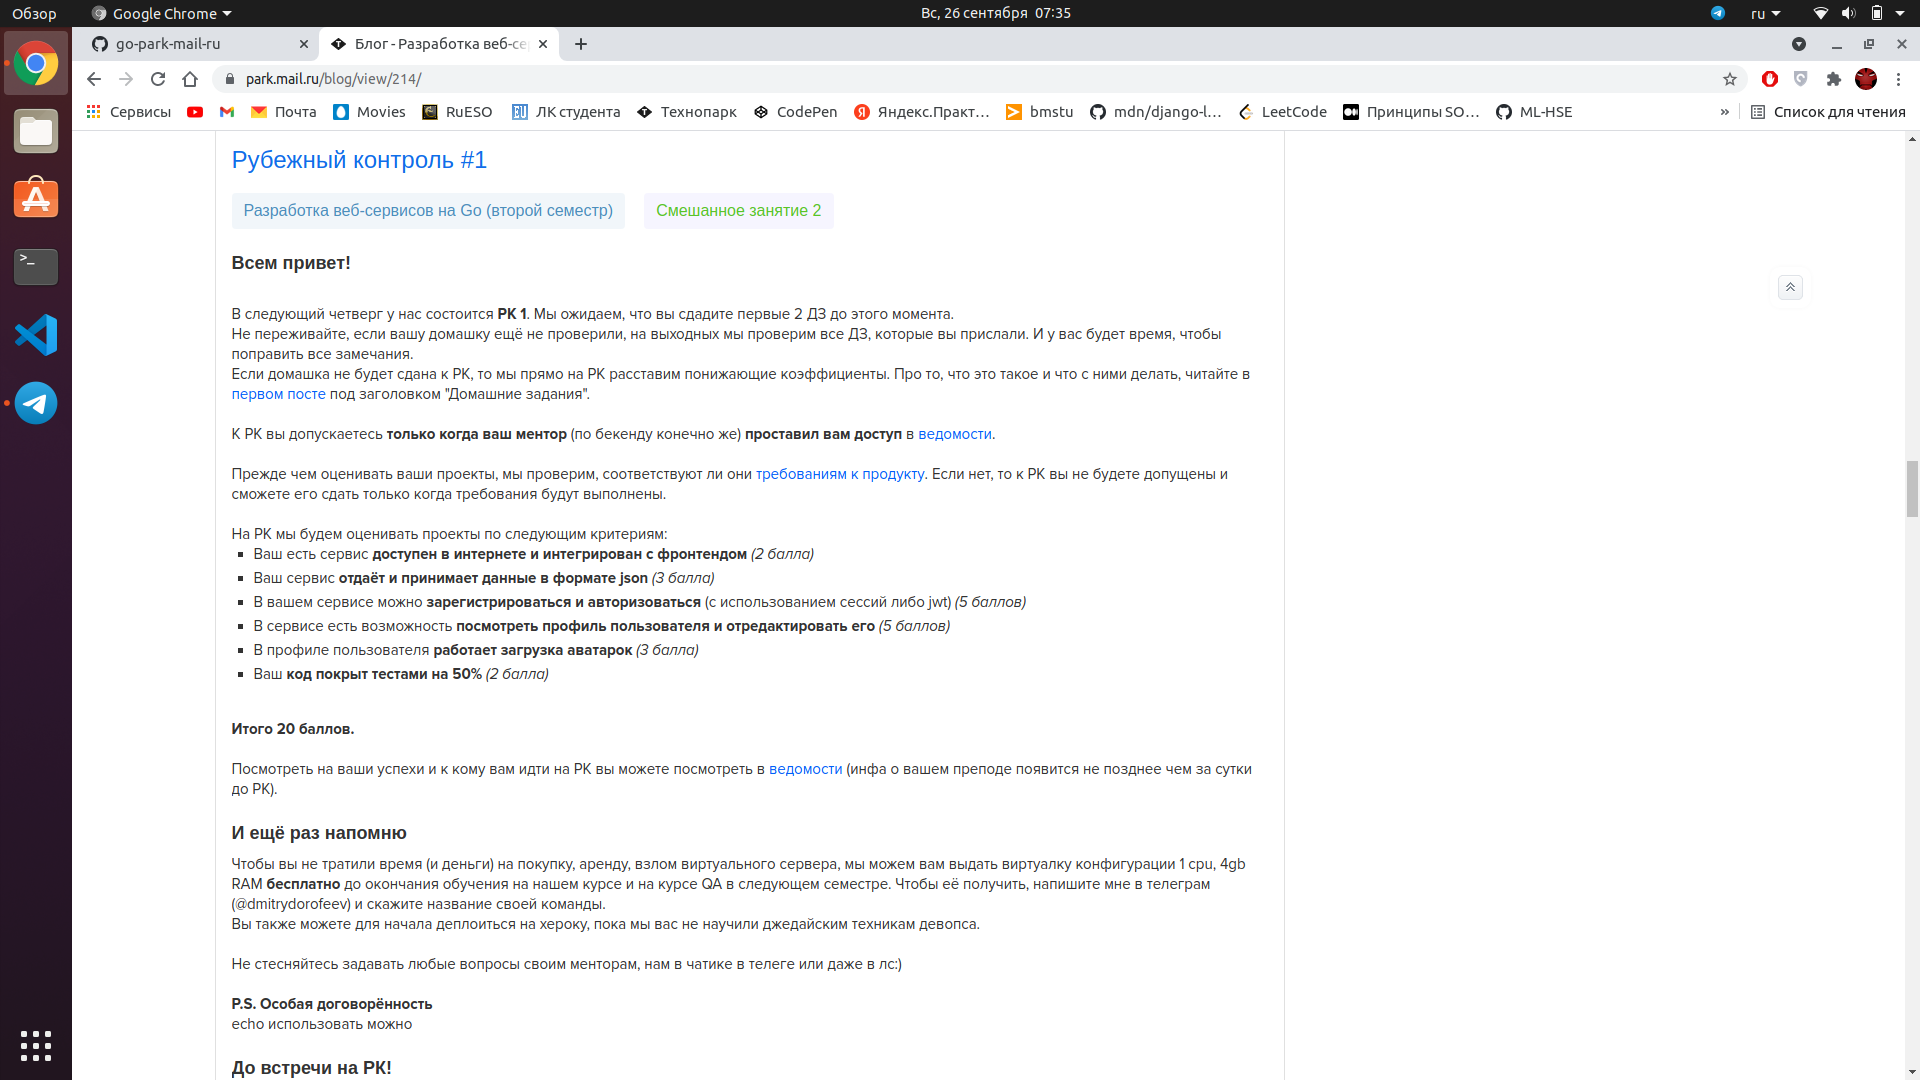 Обзор
Google Chrome
Вс, 26 сентября 07:35
ru
go-park-mail-ru
Блог - Разработка веб-се
park.mail.ru/blog/view/214/
Сервисы
Почта
Movies
RuESO
ЛК студента
Технопарк
CodePen
Яндекс.Практ…
bmstu
mdn/django-l…
LeetCode
Принципы SO…
ML-HSE
»
Список для чтения
Рубежный контроль #1
Разработка веб-сервисов на Go (второй семестр)
Смешанное занятие 2
Всем привет!
В следующий четверг у нас состоится РК 1. Мы ожидаем, что вы сдадите первые 2 ДЗ до этого момента.
Не переживайте, если вашу домашку ещё не проверили, на выходных мы проверим все ДЗ, которые вы прислали. И у вас будет время, чтобы
поправить все замечания.
Если домашка не будет сдана к РК, то мы прямо на РК расставим понижающие коэффициенты. Про то, что это такое и что с ними делать, читайте в
первом посте под заголовком "Домашние задания".
К РК вы допускаетесь только когда ваш ментор (по бекенду конечно же) проставил вам доступ в ведомости.
Прежде чем оценивать ваши проекты, мы проверим, соответствуют ли они требованиям к продукту. Если нет, то к РК вы не будете допущены и
сможете его сдать только когда требования будут выполнены.
На РК мы будем оценивать проекты по следующим критериям:
▪ Ваш есть сервис доступен в интернете и интегрирован с фронтендом (2 балла)
▪ Ваш сервис отдаёт и принимает данные в формате json (3 балла)
▪ В вашем сервисе можно зарегистрироваться и авторизоваться (с использованием сессий либо jwt) (5 баллов)
▪ В сервисе есть возможность посмотреть профиль пользователя и отредактировать его (5 баллов)
▪ В профиле пользователя работает загрузка аватарок (3 балла)
▪ Ваш код покрыт тестами на 50% (2 балла)
Итого 20 баллов.
Посмотреть на ваши успехи и к кому вам идти на РК вы можете посмотреть в ведомости (инфа о вашем преподе появится не позднее чем за сутки
до РК).
И ещё раз напомню
Чтобы вы не тратили время (и деньги) на покупку, аренду, взлом виртуального сервера, мы можем вам выдать виртуалку конфигурации 1 cpu, 4gb
RAM бесплатно до окончания обучения на нашем курсе и на курсе QA в следующем семестре. Чтобы её получить, напишите мне в телеграм
(@dmitrydorofeev) и скажите название своей команды.
Вы также можете для начала деплоиться на хероку, пока мы вас не научили джедайским техникам девопса.
Не стесняйтесь задавать любые вопросы своим менторам, нам в чатике в телеге или даже в лс:)
P.S. Особая договорённость
echo использовать можно
До встречи на РК!